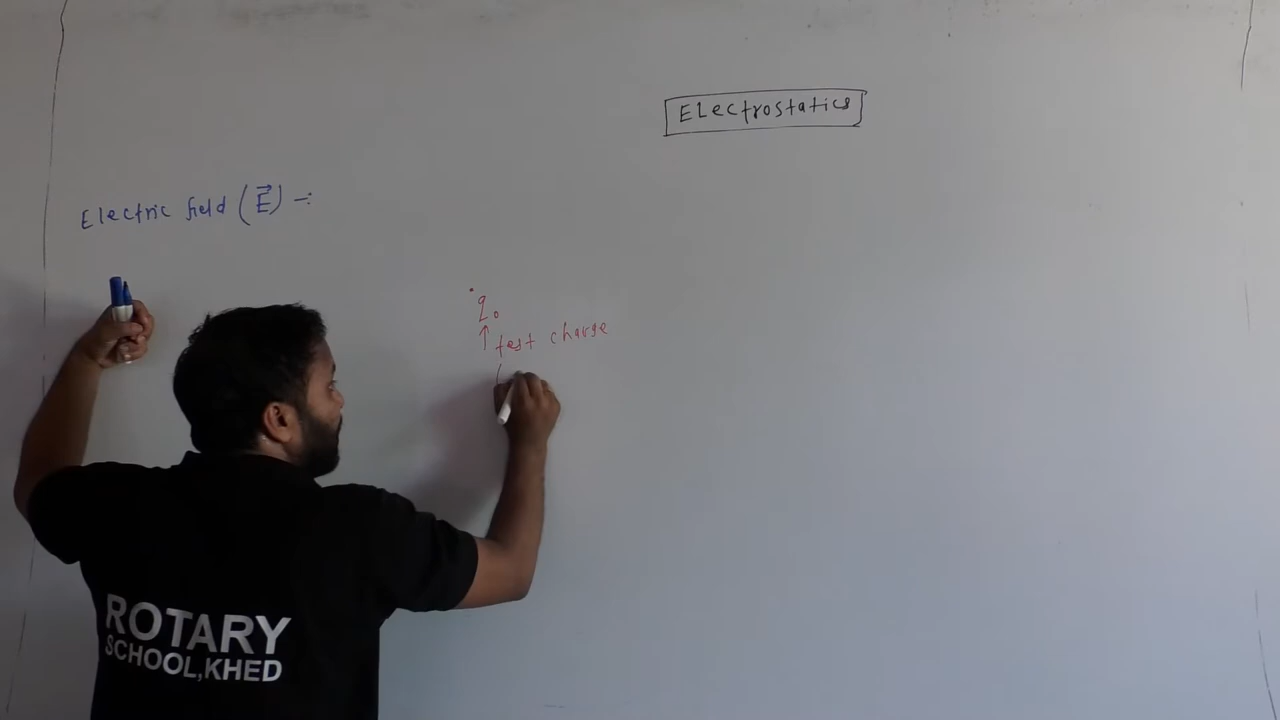 Electrostatics
Electric field (E⃗) -:
q₀
↑ test charge
(
ROTARY
SCHOOL,KHED